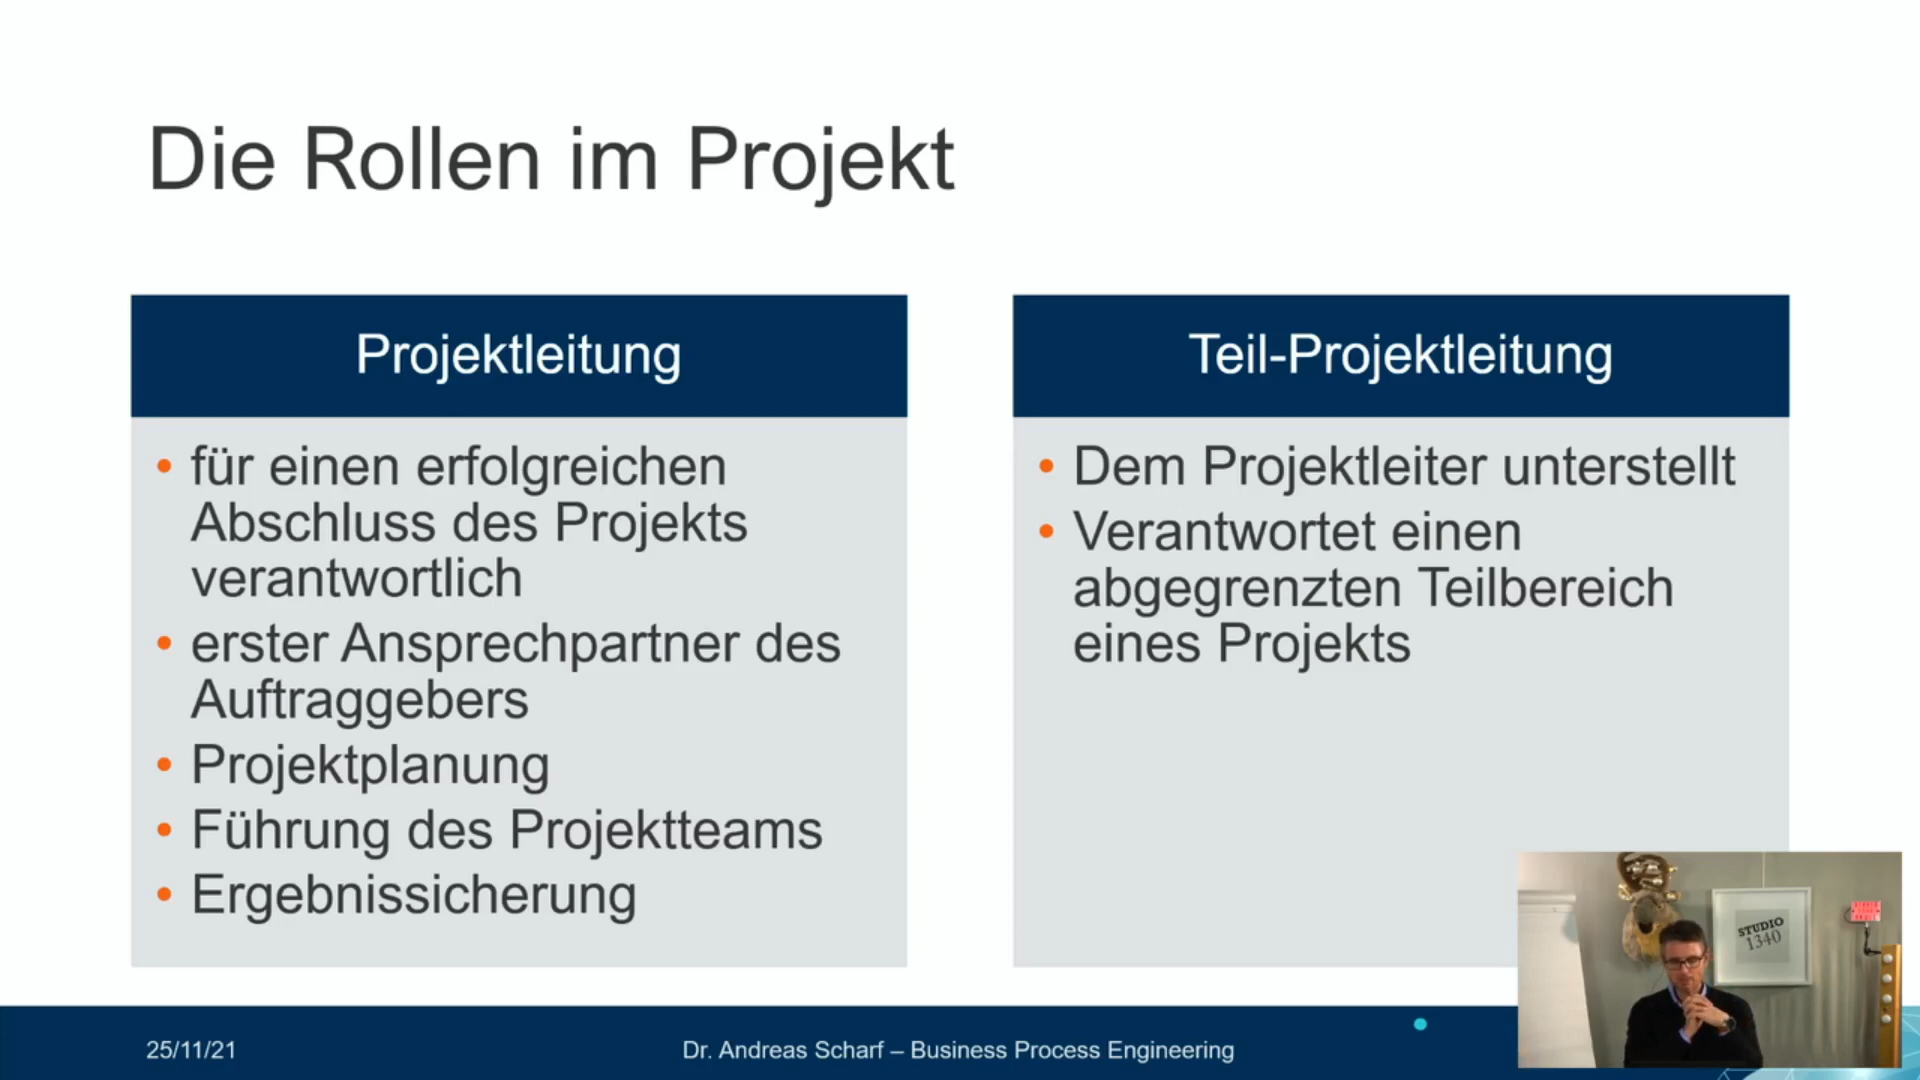 Die Rollen im Projekt
Projektleitung
• für einen erfolgreichen
Abschluss des Projekts
verantwortlich
• erster Ansprechpartner des
Auftraggebers
• Projektplanung
• Führung des Projektteams
• Ergebnissicherung
Teil-Projektleitung
• Dem Projektleiter unterstellt
• Verantwortet einen
abgegrenzten Teilbereich
eines Projekts
STUDIO
1340
25/11/21
Dr. Andreas Scharf – Business Process Engineering